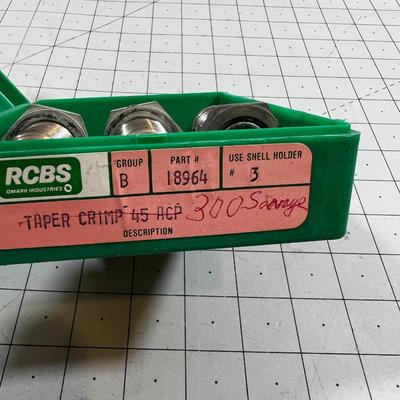 RCBS
OMARK INDUSTRIES
GROUP
B
PART #
18964
USE SHELL HOLDER
# 3
TAPER CRIMP 45 ACP 300 Savage
DESCRIPTION